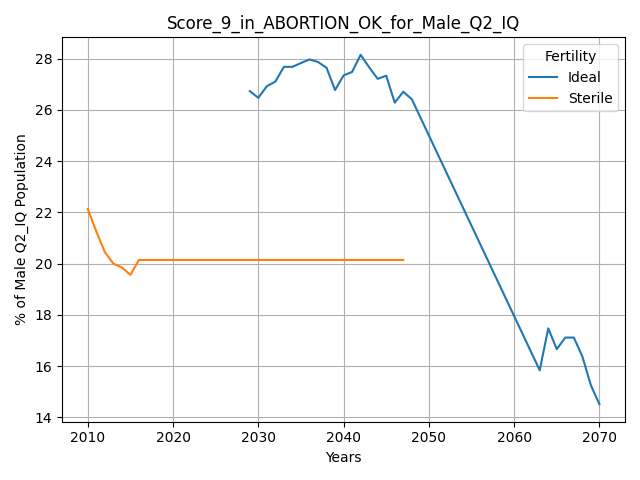 Score_9_in_ABORTION_OK_for_Male_Q2_IQ
% of Male Q2_IQ Population
28
26
24
22
20
18
16
14
Fertility
Ideal
Sterile
2010 2020 2030 2040 2050 2060 2070
Years